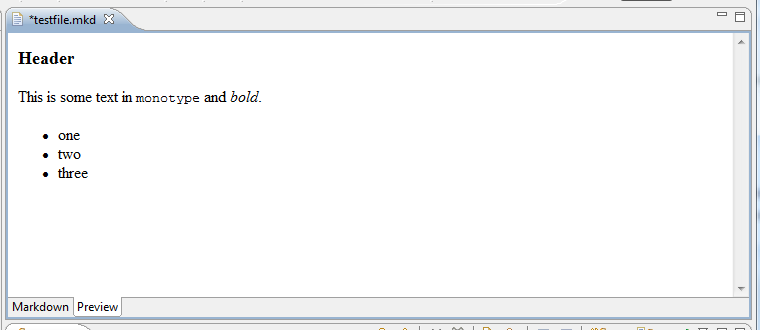 *testfile.mkd
Header
This is some text in monotype and bold.
• one
• two
• three
Markdown Preview